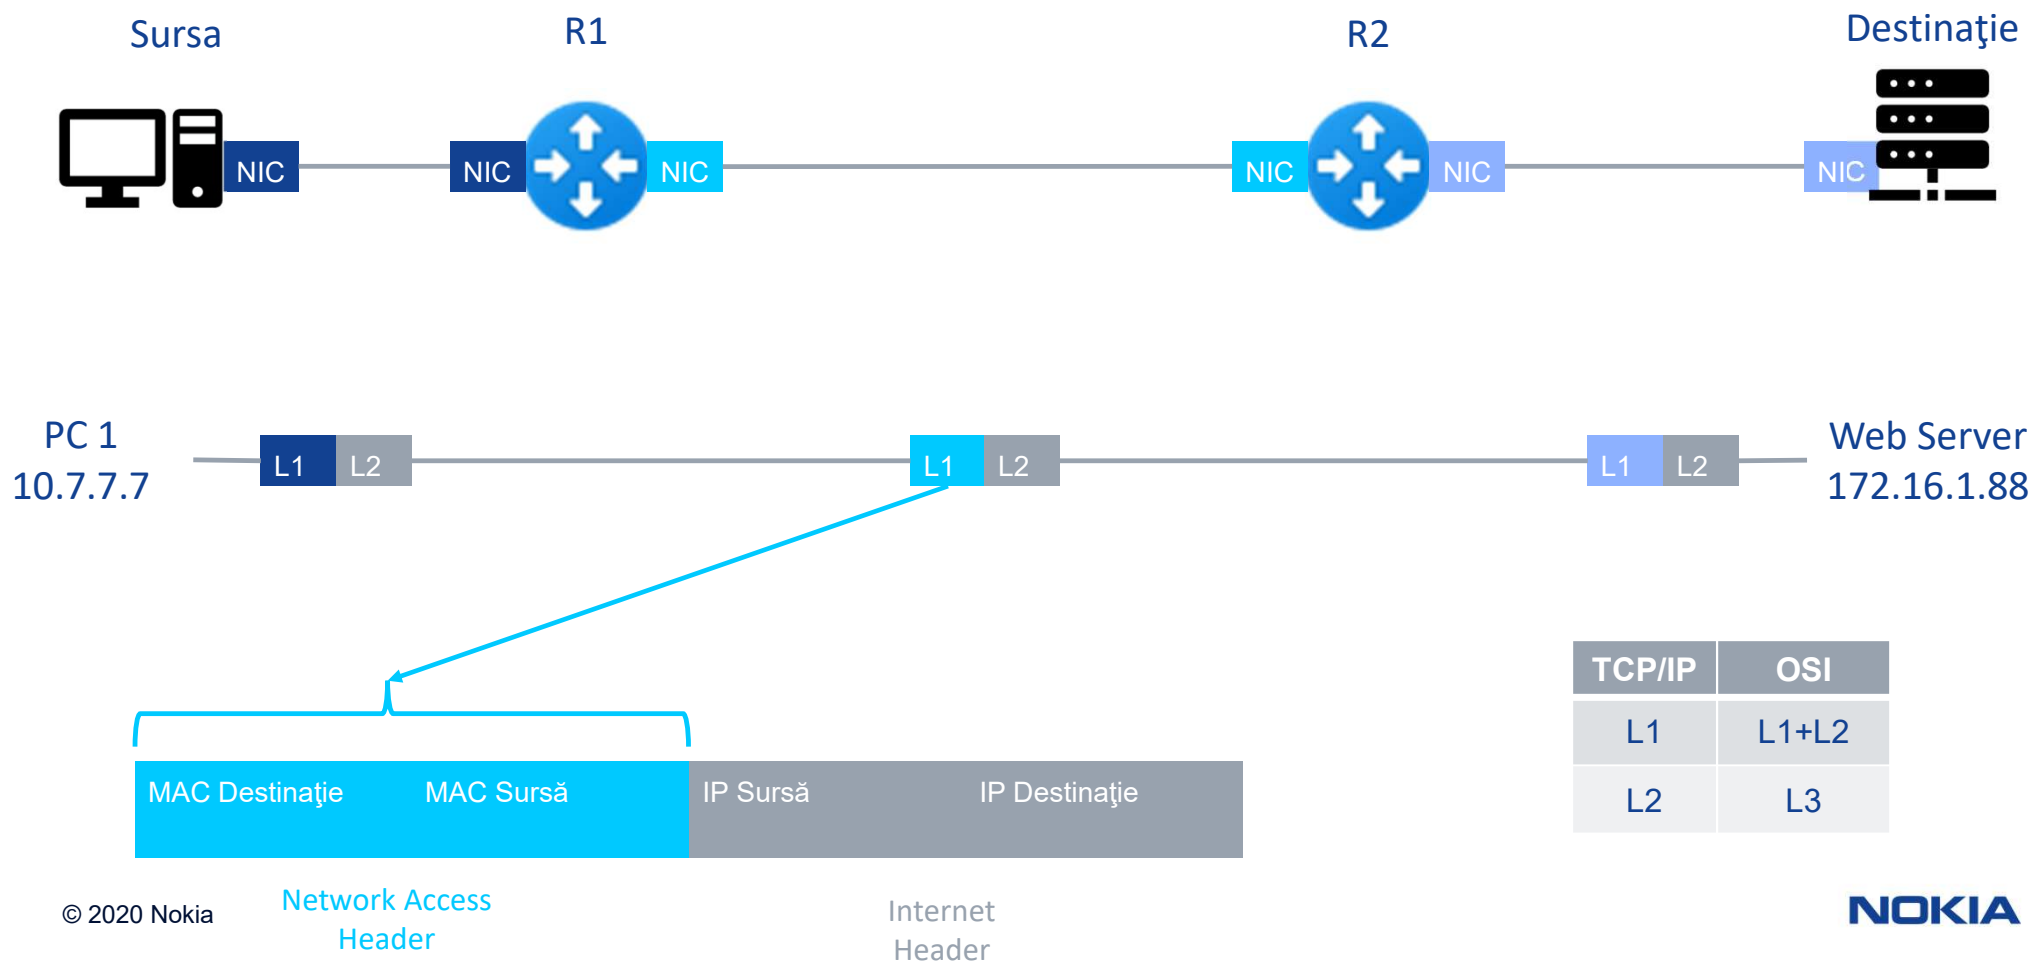 Sursa
R1
R2
Destinaţie
NIC
NIC
NIC
NIC
NIC
NIC
PC 1
10.7.7.7
L1 L2
L1 L2
L1 L2
Web Server
172.16.1.88
TCP/IP OSI
L1 L1+L2
L2 L3
MAC Destinaţie MAC Sursă IP Sursă IP Destinaţie
Network Access
Header
Internet
Header
© 2020 Nokia
NOKIA